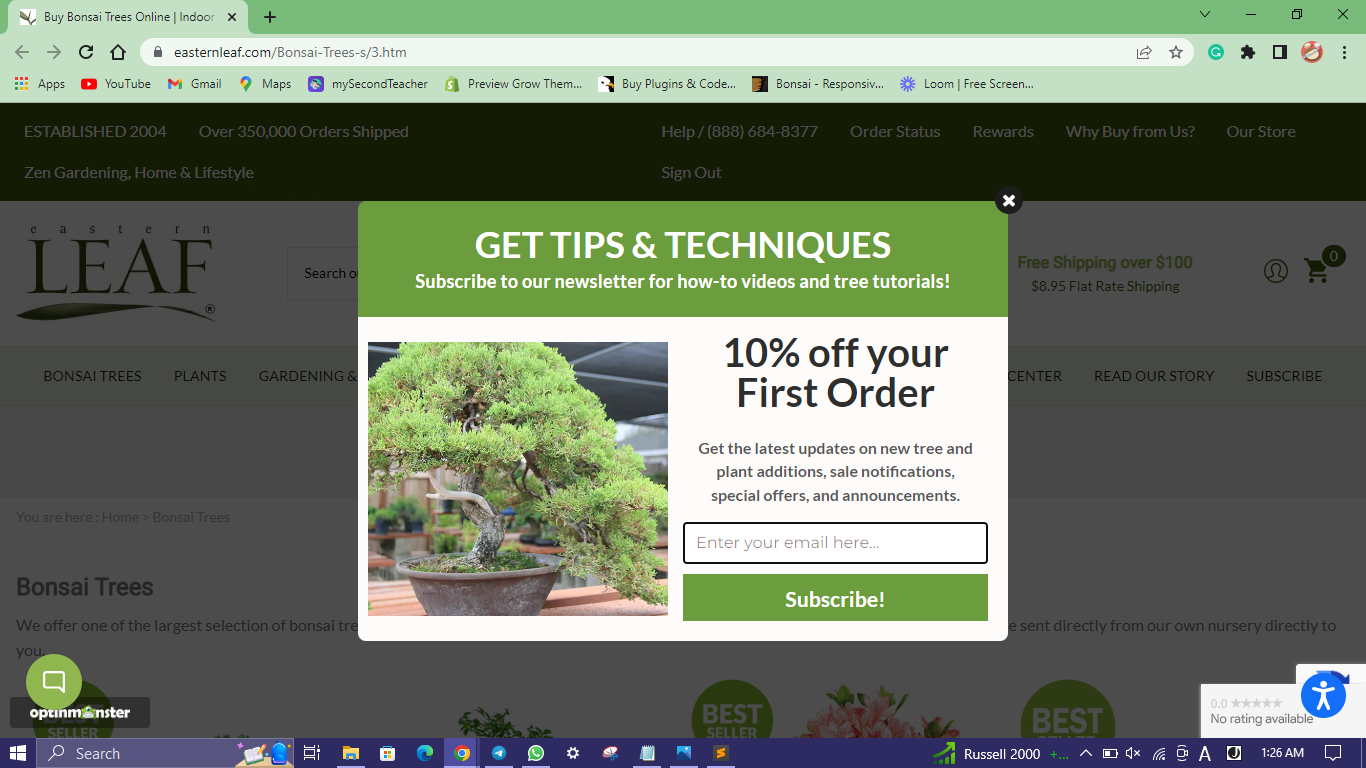 Buy Bonsai Trees Online | Indoor
easternleaf.com/Bonsai-Trees-s/3.htm
Apps YouTube Gmail Maps mySecondTeacher Preview Grow Them... Buy Plugins & Code... Bonsai - Responsiv... Loom | Free Screen...
ESTABLISHED 2004 Over 350,000 Orders Shipped Help / (888) 684-8377 Order Status Rewards Why Buy from Us? Our Store
Zen Gardening, Home & Lifestyle Sign Out
GET TIPS & TECHNIQUES
Subscribe to our newsletter for how-to videos and tree tutorials!
eastern
LEAF
®
Search
Free Shipping over $100
$8.95 Flat Rate Shipping
0
10% off your
First Order
BONSAI TREES PLANTS GARDENING & CENTER READ OUR STORY SUBSCRIBE
Get the latest updates on new tree and
plant additions, sale notifications,
special offers, and announcements.
You are here : Home > Bonsai Trees
Enter your email here...
Subscribe!
Bonsai Trees
We offer one of the largest selection of bonsai sent directly from our own nursery directly to
you.
BEST
SELLER
BEST
SELLER
SELLER
optinmonster
0.0 ★★★★★
No rating available
Search
Russell 2000 +...
A
1:26 AM